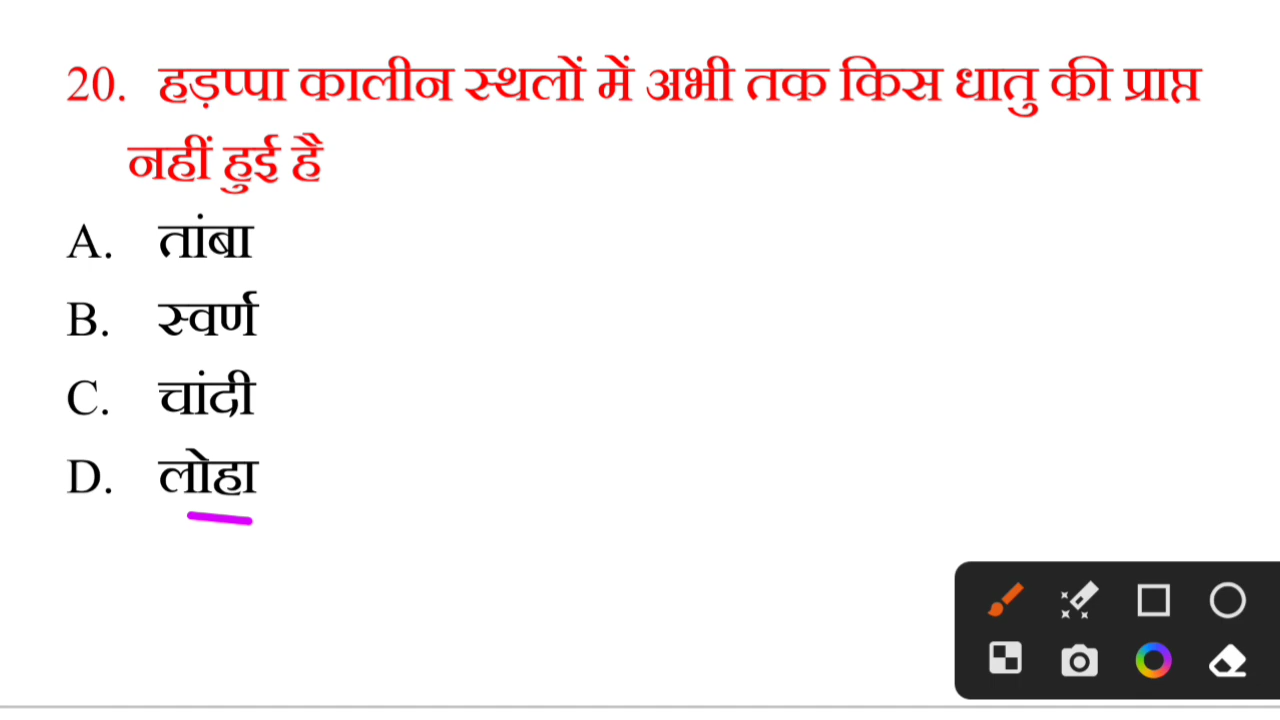 20. हड़प्पा कालीन स्थलों में अभी तक किस धातु की प्राप्त
नहीं हुई है
A. तांबा
B. स्वर्ण
C. चांदी
D. लोहा